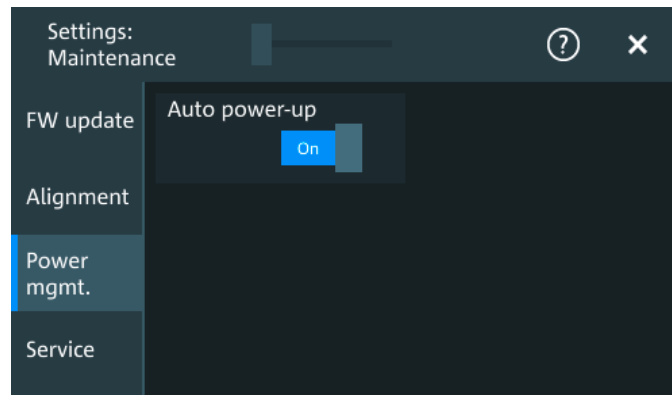 Settings:
Maintenance
?
×
FW update
Auto power-up
On
Alignment
Power
mgmt.
Service